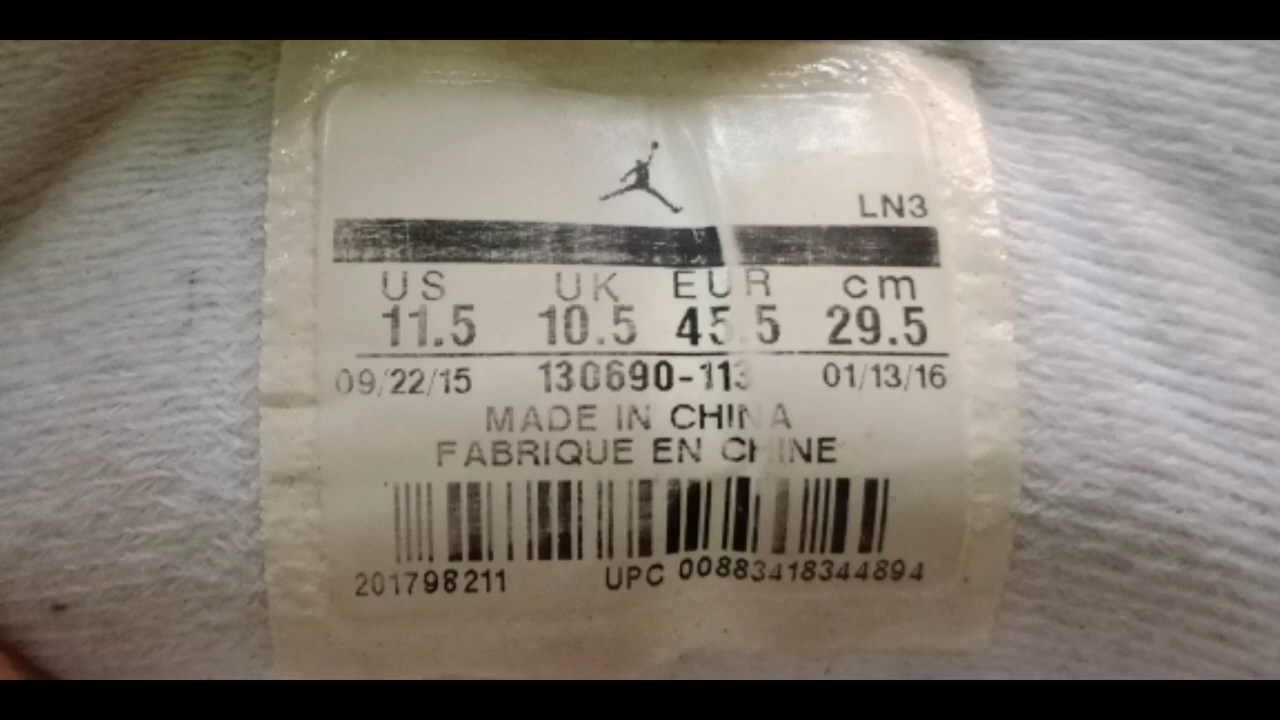 LN3
US UK EUR cm
11.5 10.5 45.5 29.5
09/22/15 130690-113 01/13/16
MADE IN CHINA
FABRIQUE EN CHINE
201798211 UPC 00883418344894